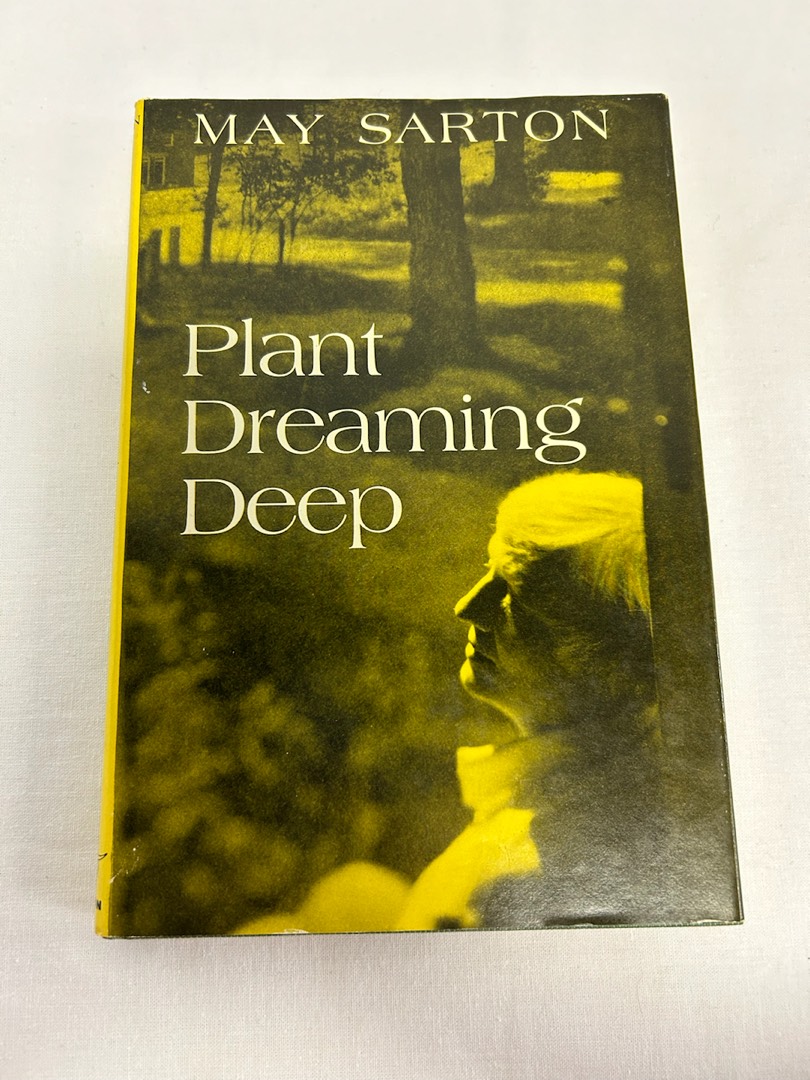 MAY SARTON
Plant
Dreaming
Deep